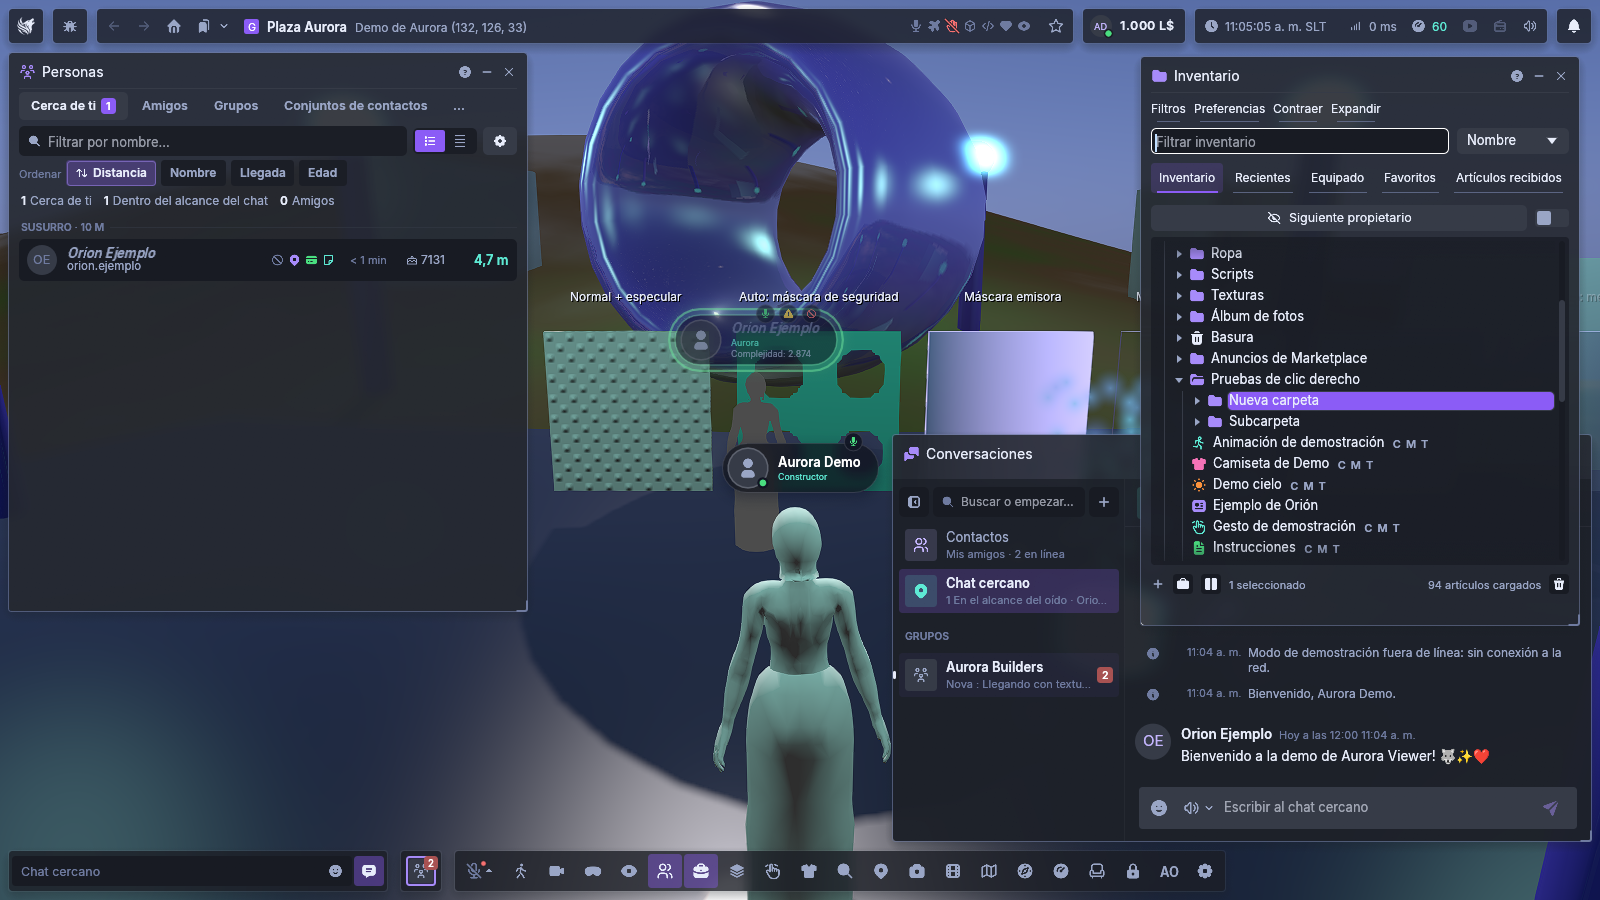 Plaza Aurora Demo de Aurora (132, 126, 33)
AD 1.000 L$
11:05:05 a. m. SLT 0 ms 60
Personas
Cerca de ti 1 Amigos Grupos Conjuntos de contactos ...
Filtrar por nombre...
Ordenar Distancia Nombre Llegada Edad
1 Cerca de ti 1 Dentro del alcance del chat 0 Amigos
SUSURRO · 10 M
OE Orion Ejemplo
orion.ejemplo
< 1 min 7131 4,7 m
Normal + especular Auto: máscara de seguridad Máscara emisora
Orion Ejemplo
Aurora
Complejidad: 2.874
Aurora Demo
Constructor
Inventario
Filtros Preferencias Contraer Expandir
Filtrar inventario Nombre
Inventario Recientes Equipado Favoritos Artículos recibidos
Siguiente propietario
Ropa
Scripts
Texturas
Álbum de fotos
Basura
Anuncios de Marketplace
Pruebas de clic derecho
Nueva carpeta
Subcarpeta
Animación de demostración C M T
Camiseta de Demo C M T
Demo cielo C M T
Ejemplo de Orión
Gesto de demostración C M T
Instrucciones C M T
+ 1 seleccionado 94 artículos cargados
Conversaciones
Buscar o empezar... +
Contactos
Mis amigos · 2 en línea
Chat cercano
1 En el alcance del oído · Orio...
GRUPOS
Aurora Builders
Nova : Llegando con textu... 2
11:04 a. m. Modo de demostración fuera de línea: sin conexión a la
red.
11:04 a. m. Bienvenido, Aurora Demo.
OE Orion Ejemplo Hoy a las 12:00 11:04 a. m.
Bienvenido a la demo de Aurora Viewer! 🐺✨❤️
Escribir al chat cercano
Chat cercano
2
AO